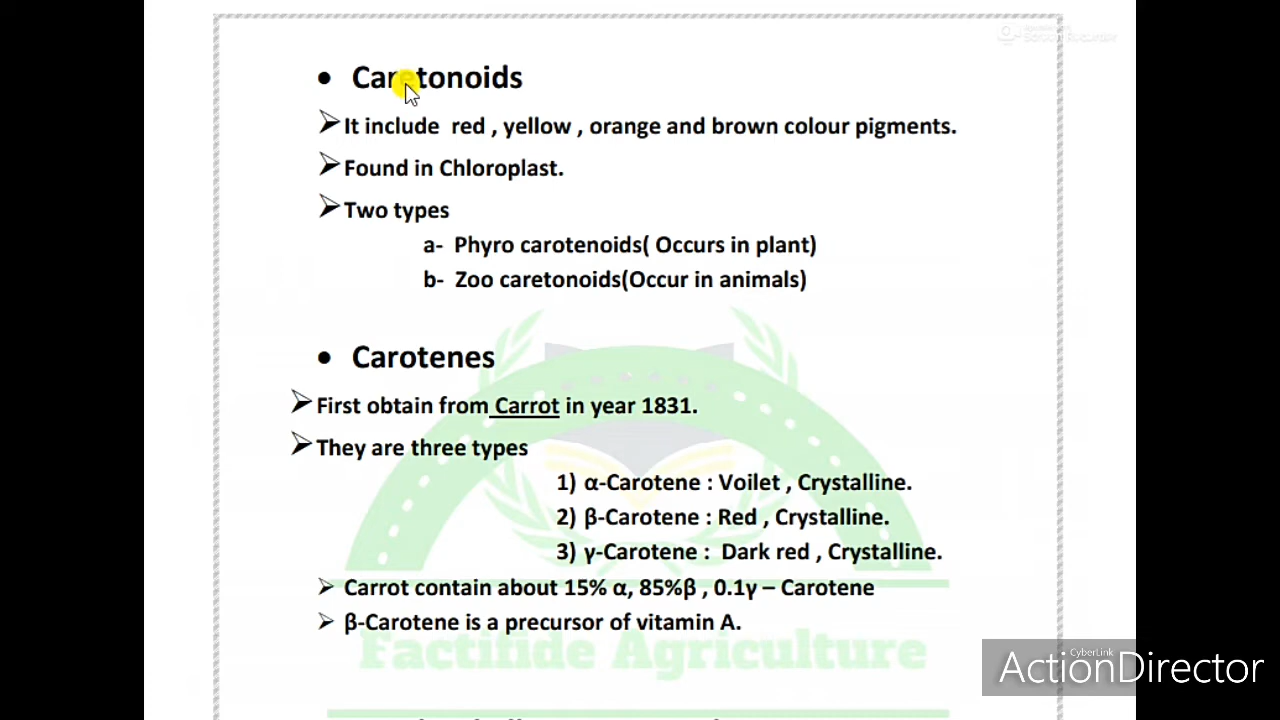 Caretonoids
It include red , yellow , orange and brown colour pigments.
Found in Chloroplast.
Two types
a- Phyro carotenoids( Occurs in plant)
b- Zoo caretonoids(Occur in animals)
• Carotenes
First obtain from Carrot in year 1831.
They are three types
1) α-Carotene : Voilet , Crystalline.
2) β-Carotene : Red , Crystalline.
3) γ-Carotene : Dark red , Crystalline.
Carrot contain about 15% α, 85%β , 0.1γ – Carotene
β-Carotene is a precursor of vitamin A.
Factifide Agriculture
CyberLink
ActionDirector
Screen Recorder